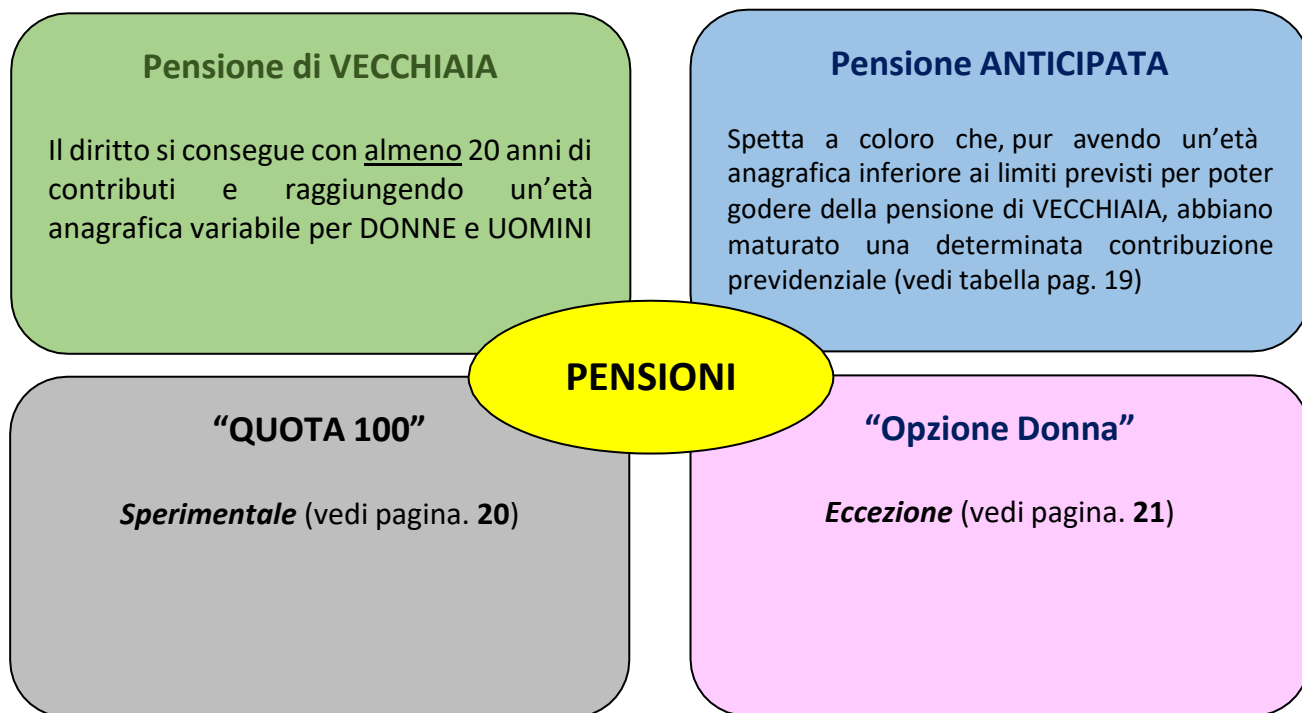 Pensione di VECCHIAIA
Il diritto si consegue con almeno 20 anni di
contributi e raggiungendo un’età
anagrafica variabile per DONNE e UOMINI
Pensione ANTICIPATA
Spetta a coloro che, pur avendo un’età
anagrafica inferiore ai limiti previsti per poter
godere della pensione di VECCHIAIA, abbiano
maturato una determinata contribuzione
previdenziale (vedi tabella pag. 19)
PENSIONI
“QUOTA 100”
Sperimentale (vedi pagina. 20)
“Opzione Donna”
Eccezione (vedi pagina. 21)